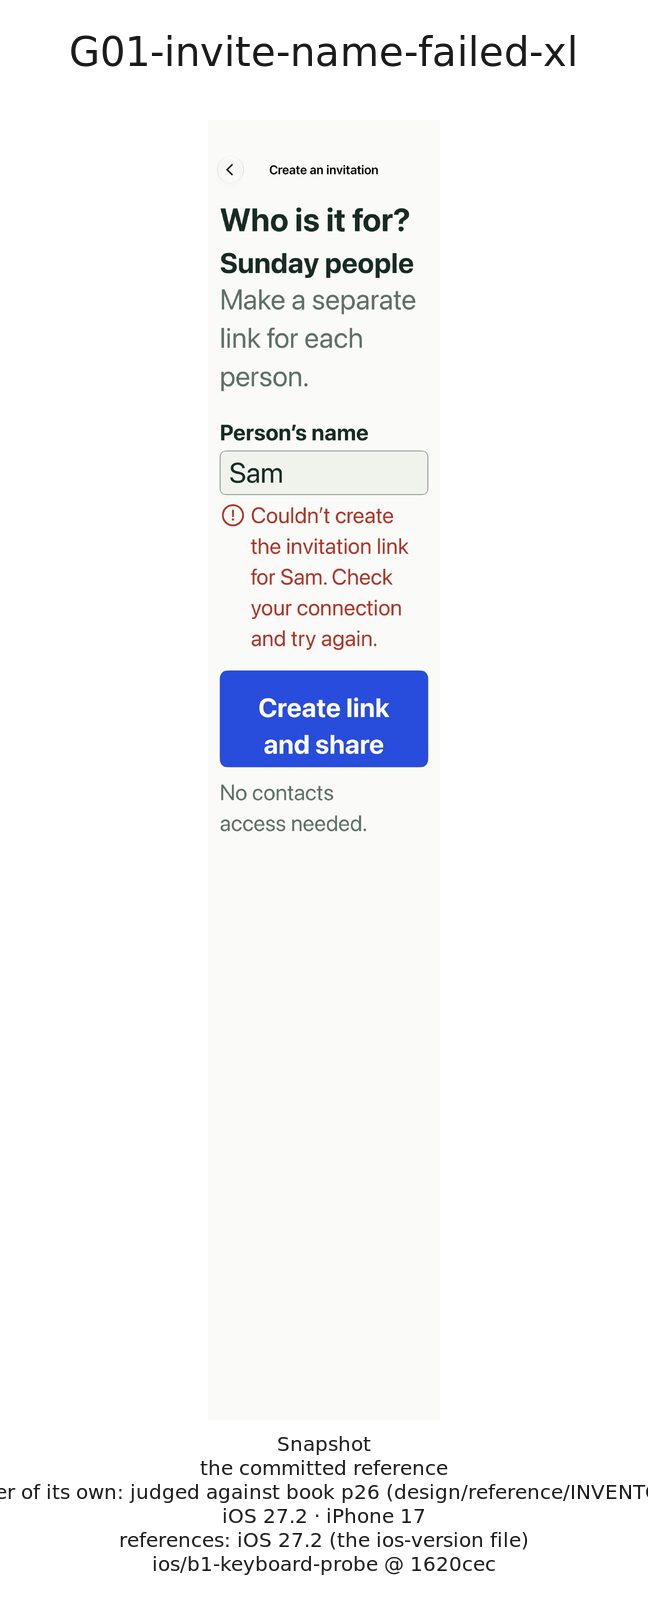 G01-invite-name-failed-xl
Create an invitation
Who is it for?
Sunday people
Make a separate
link for each
person.
Person’s name
Sam
Couldn’t create
the invitation link
for Sam. Check
your connection
and try again.
Create link
and share
No contacts
access needed.
Snapshot
the committed reference
er of its own: judged against book p26 (design/reference/INVENT
iOS 27.2 · iPhone 17
references: iOS 27.2 (the ios-version file)
ios/b1-keyboard-probe @ 1620cec